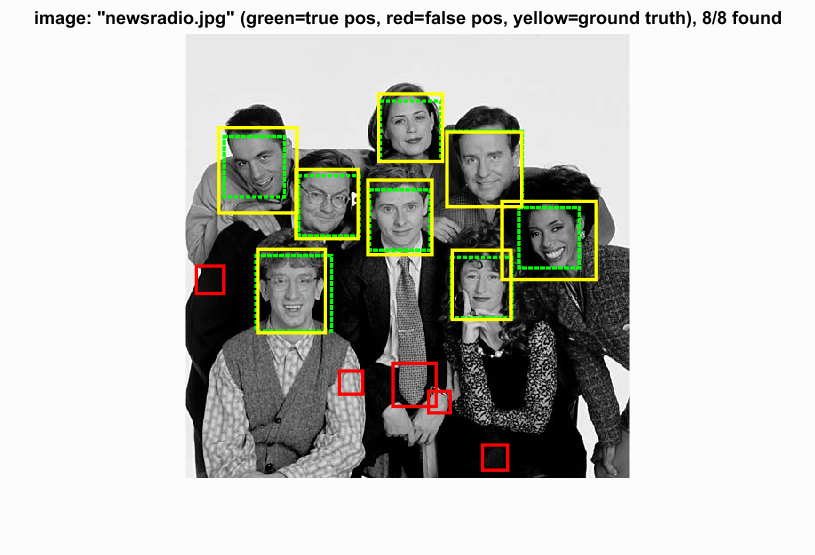 image: "newsradio.jpg" (green=true pos, red=false pos, yellow=ground truth), 8/8 found